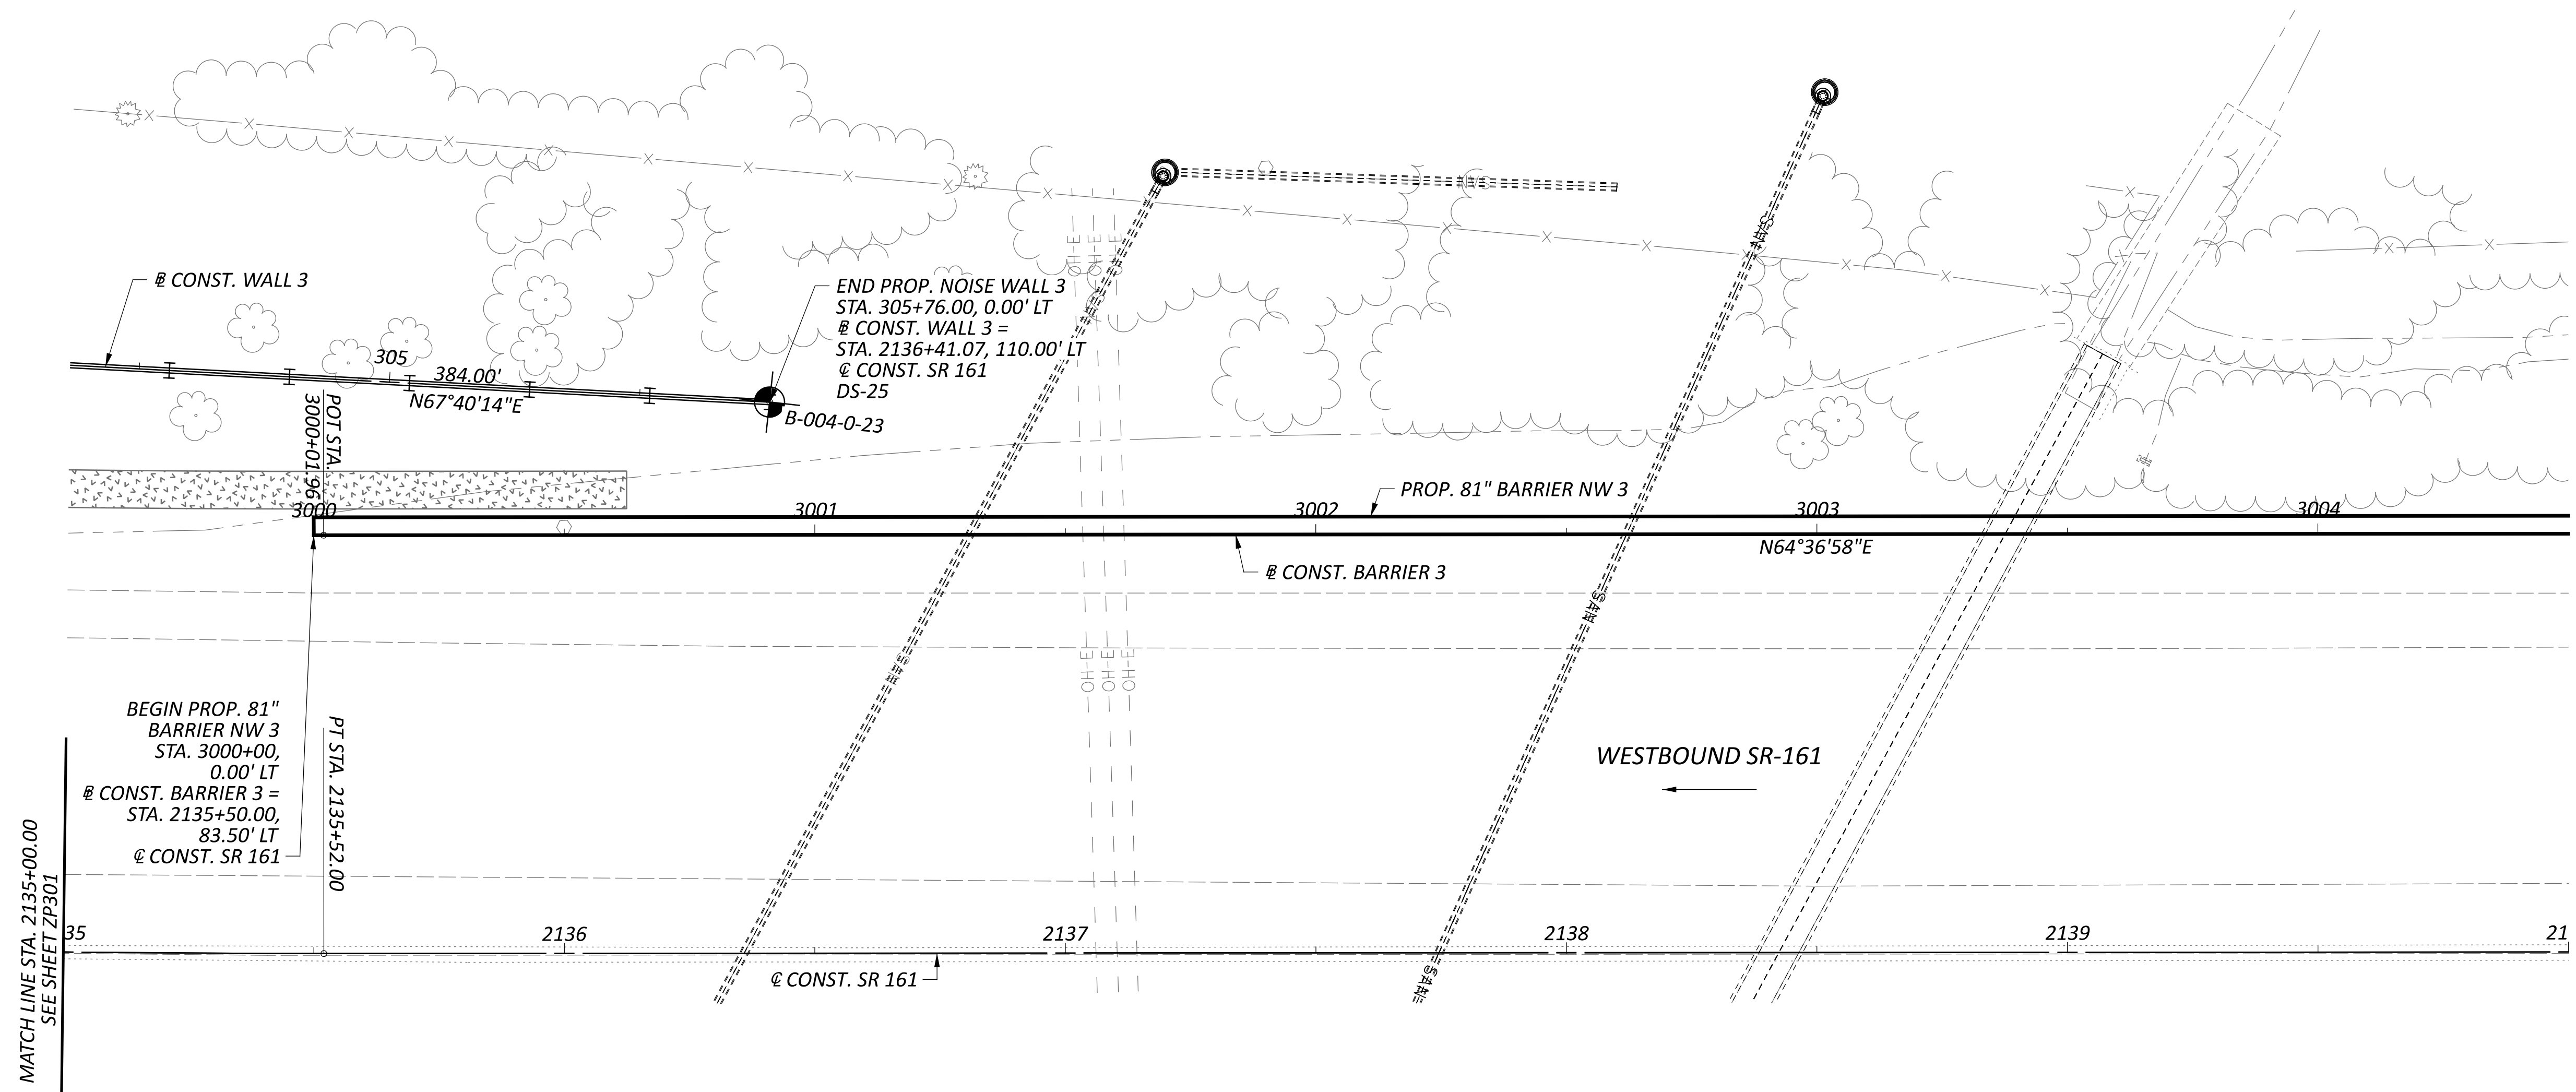 ℄ CONST. WALL 3
END PROP. NOISE WALL 3
STA. 305+76.00, 0.00' LT
℄ CONST. WALL 3 =
STA. 2136+41.07, 110.00' LT
℄ CONST. SR 161
DS-25
305
384.00'
N67°40'14"E
B-004-0-23
POT STA.
3000+01.96
3000
3001
3002
3003
3004
PROP. 81" BARRIER NW 3
N64°36'58"E
CONST. BARRIER 3
OHE
OHE
OHE
SAN
SAN
OHE
OHE
OHE
BEGIN PROP. 81"
BARRIER NW 3
STA. 3000+00,
0.00' LT
CONST. BARRIER 3 =
STA. 2135+50.00,
83.50' LT
℄ CONST. SR 161
PT STA. 2135+52.00
WESTBOUND SR-161
MATCH LINE STA. 2135+00.00
SEE SHEET ZP301
35
2136
2137
2138
2139
21
℄ CONST. SR 161
SAN